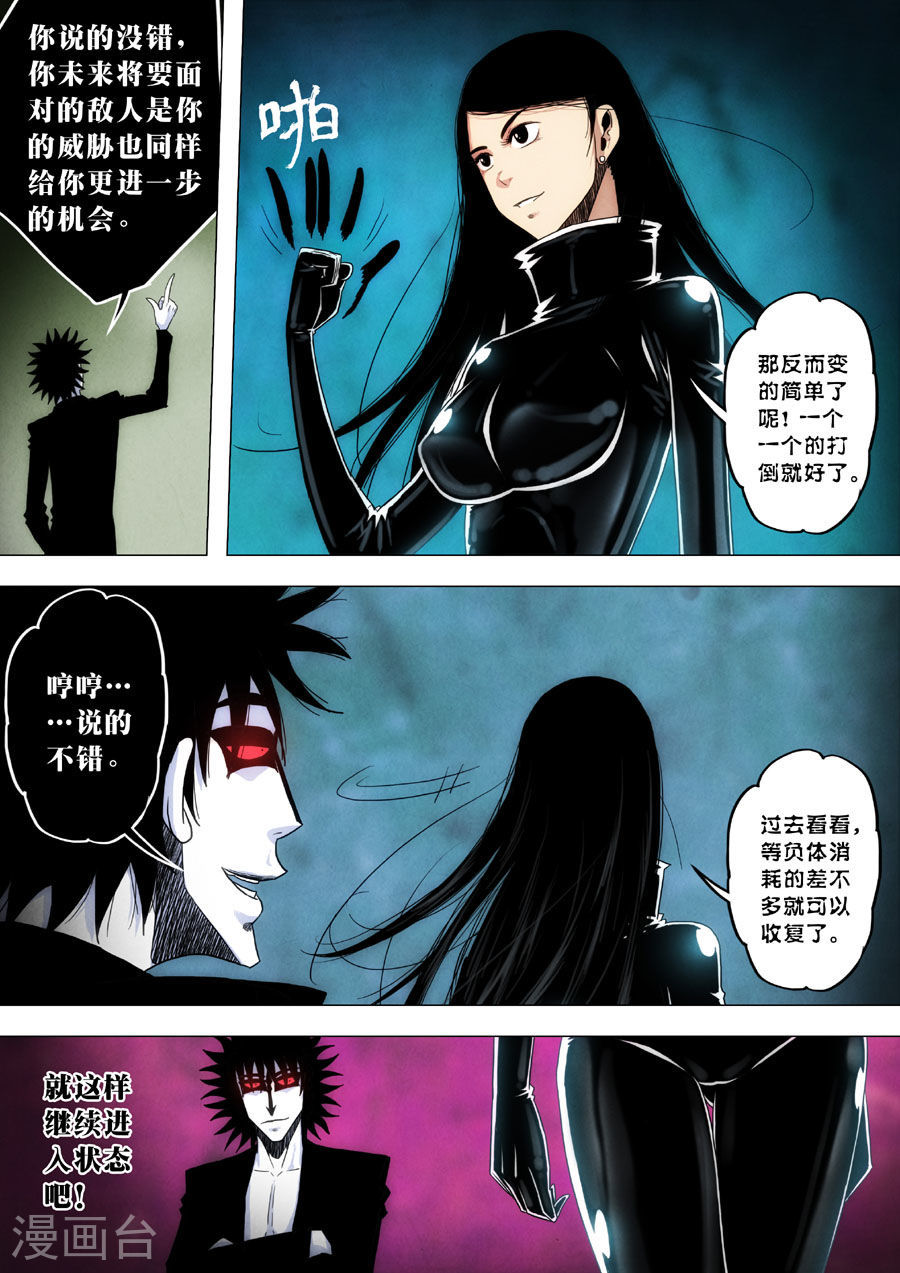 你说的没错，
你未来将要面
对的敌人是你
的威胁也同样
给你更进一步
的机会。
啪
那反而变
的简单了
呢！一个
一个的打
倒就好了。
哼哼…
…说的
不错。
过去看看，
等负体消
耗的差不
多就可以
收复了。
就这样
继续进
入状态
吧！
漫画台